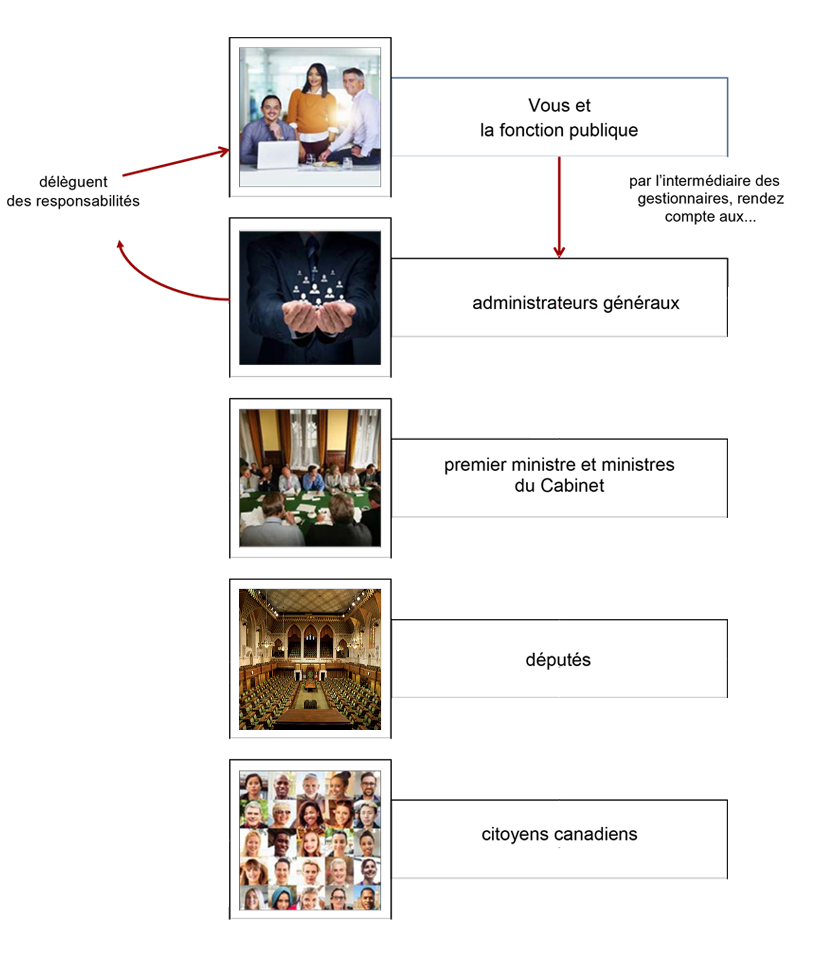 Vous et
la fonction publique
délèguent
des responsabilités
par l’intermédiaire des
gestionnaires, rendez
compte aux...
administrateurs généraux
premier ministre et ministres
du Cabinet
députés
citoyens canadiens